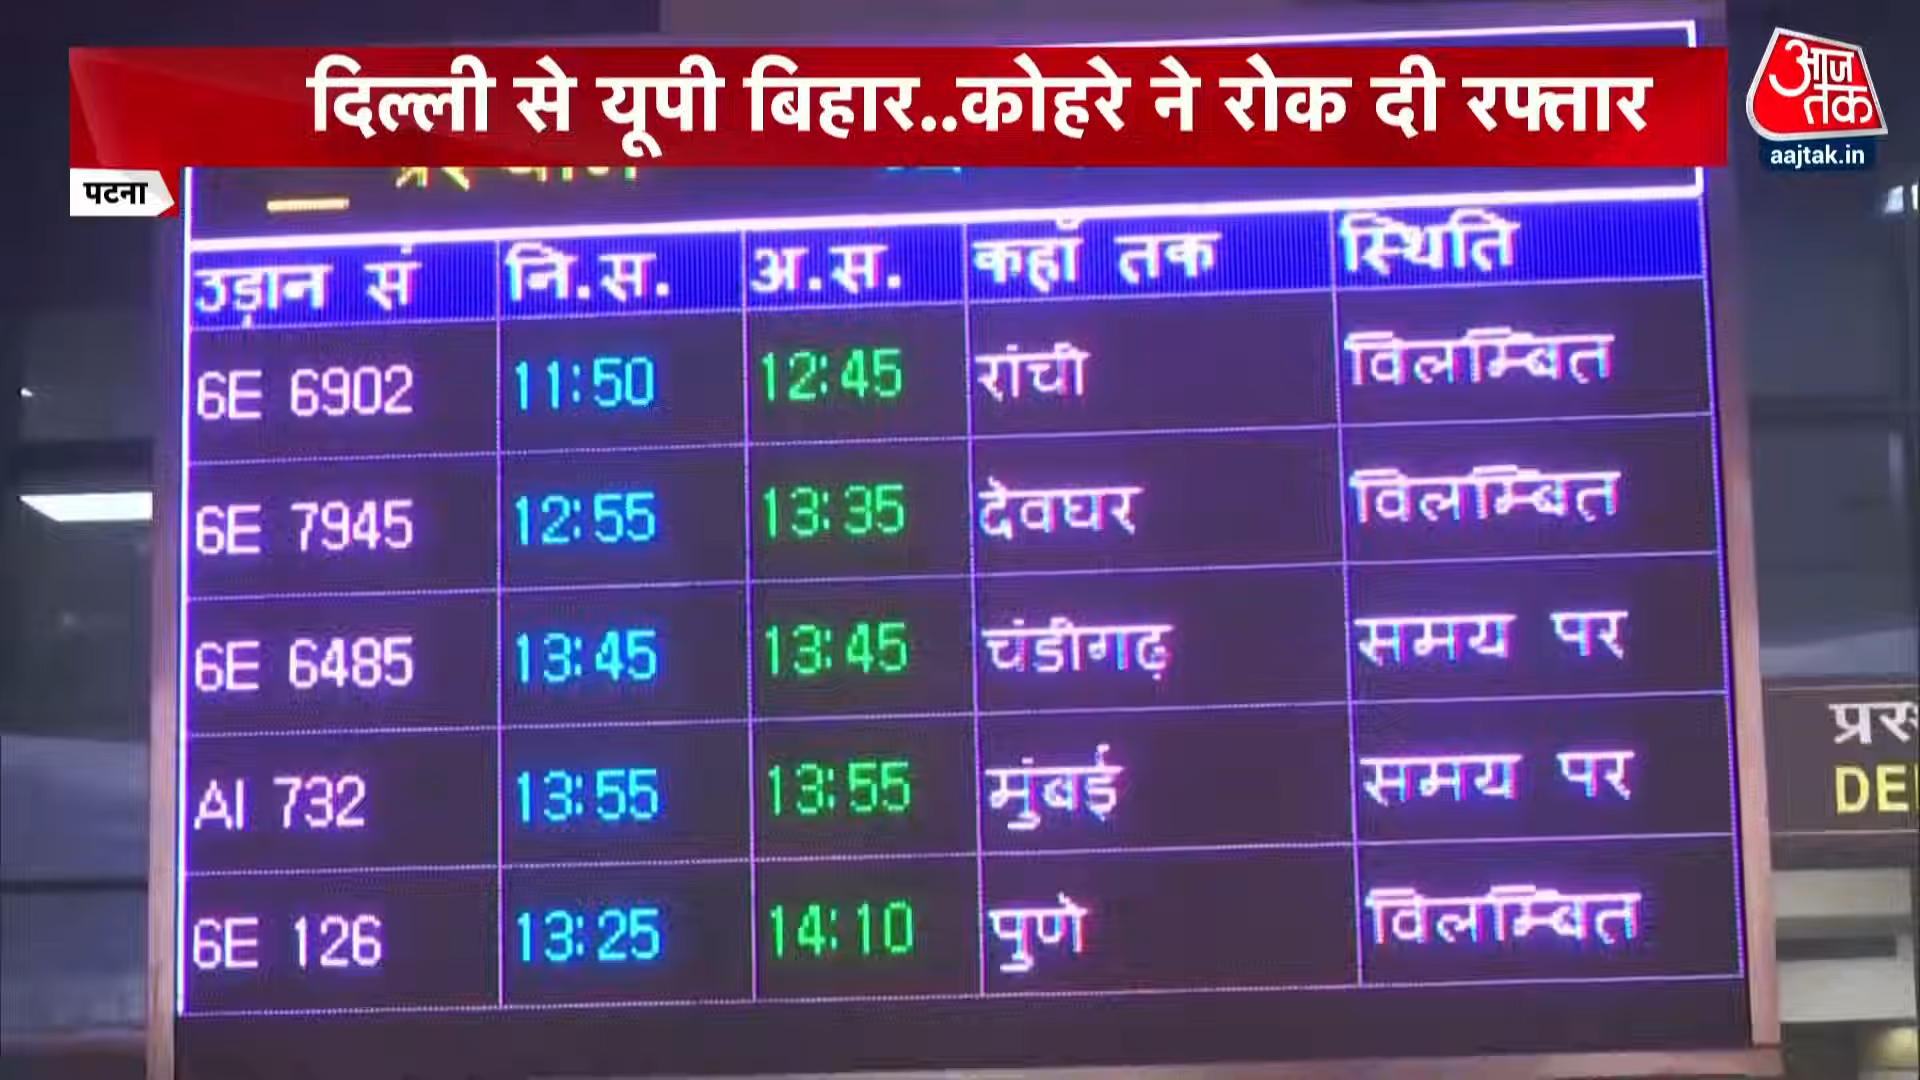 दिल्ली से यूपी बिहार..कोहरे ने रोक दी रफ्तार
आज तक
aajtak.in
पटना
उड़ान सं नि.स. अ.स. कहाँ तक स्थिति
6E 6902 11:50 12:45 रांची विलम्बित
6E 7945 12:55 13:35 देवघर विलम्बित
6E 6485 13:45 13:45 चंडीगढ़ समय पर
AI 732 13:55 13:55 मुंबई समय पर
6E 126 13:25 14:10 पुणे विलम्बित